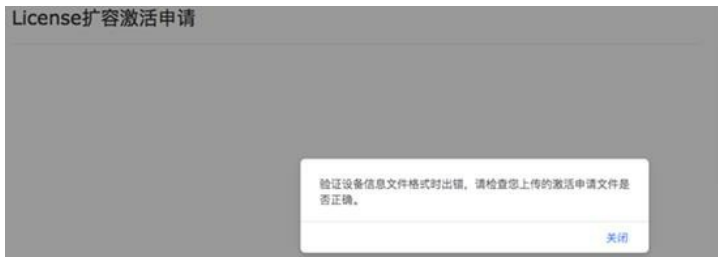 License扩容激活申请
验证设备信息文件格式时出错，请检查您上传的激活申请文件是
否正确。
关闭